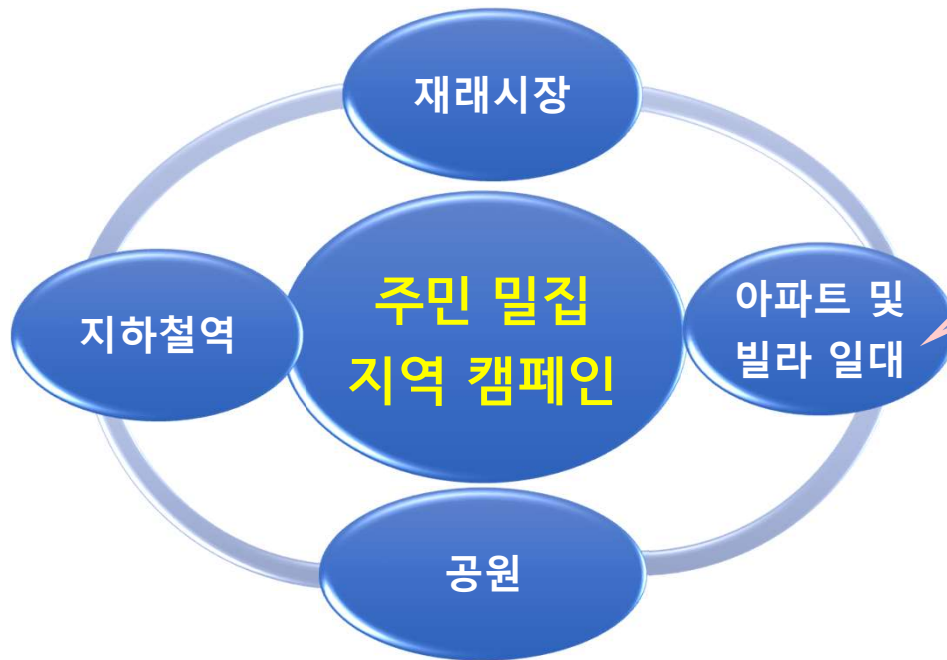 재래시장
지하철역
주민 밀집
지역 캠페인
아파트 및
빌라 일대
공원